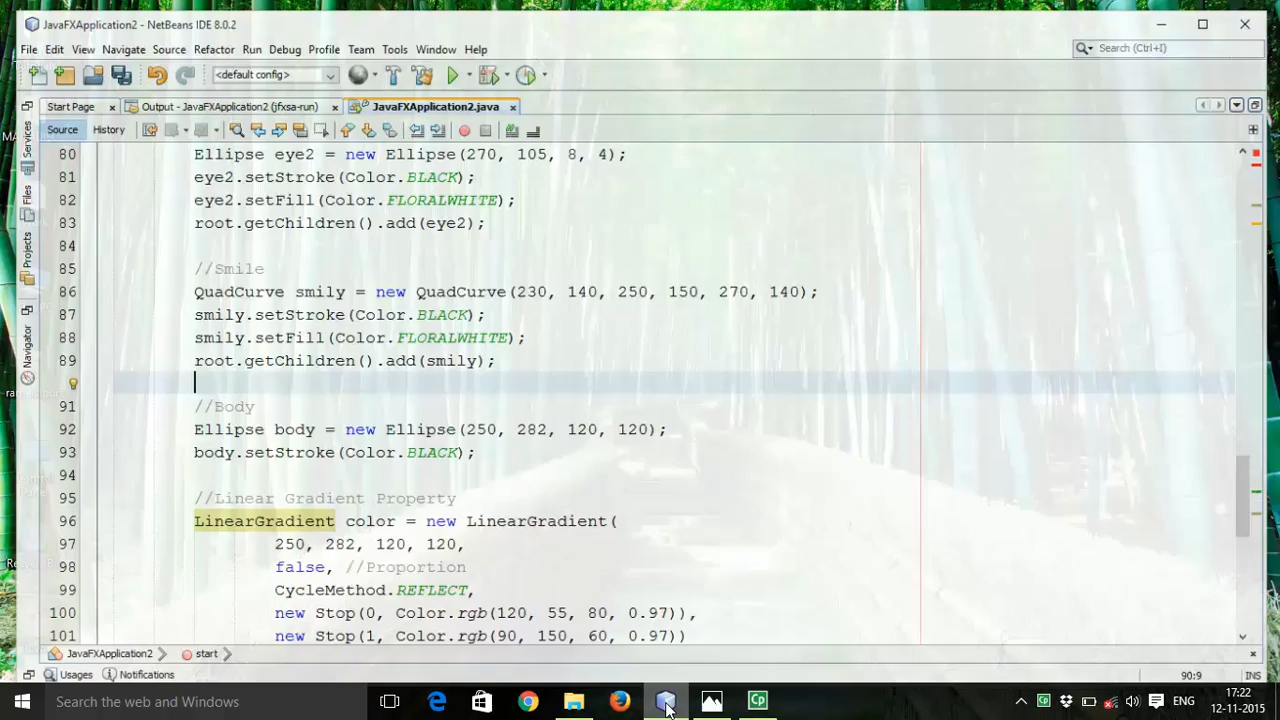 JavaFXApplication2 - NetBeans IDE 8.0.2
File Edit View Navigate Source Refactor Run Debug Profile Team Tools Window Help
Search (Ctrl+I)
<default config>
Start Page
Output - JavaFXApplication2 (jfxsa-run)
JavaFXApplication2.java
Source History
Services
Files
Projects
Navigator
80 Ellipse eye2 = new Ellipse(270, 105, 8, 4);
81 eye2.setStroke(Color.BLACK);
82 eye2.setFill(Color.FLORALWHITE);
83 root.getChildren().add(eye2);
84
85 //Smile
86 QuadCurve smily = new QuadCurve(230, 140, 250, 150, 270, 140);
87 smily.setStroke(Color.BLACK);
88 smily.setFill(Color.FLORALWHITE);
89 root.getChildren().add(smily);
91 //Body
92 Ellipse body = new Ellipse(250, 282, 120, 120);
93 body.setStroke(Color.BLACK);
94
95 //Linear Gradient Property
96 LinearGradient color = new LinearGradient(
97 250, 282, 120, 120,
98 false, //Proportion
99 CycleMethod.REFLECT,
100 new Stop(0, Color.rgb(120, 55, 80, 0.97)),
101 new Stop(1, Color.rgb(90, 150, 60, 0.97))
JavaFXApplication2 start
Usages Notifications
90:9 INS
Search the web and Windows
Cp
Cp
ENG
17:22
12-11-2015